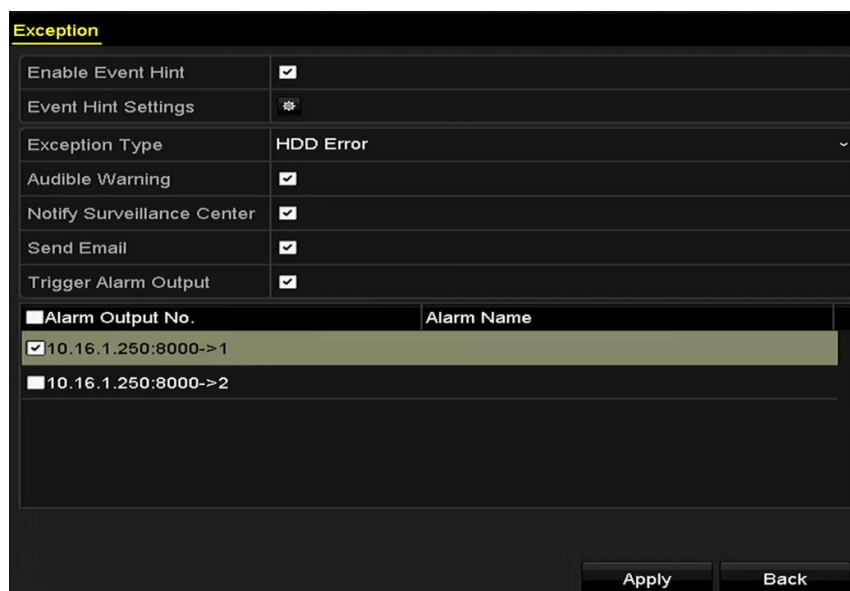 Exception
Enable Event Hint
Event Hint Settings
Exception Type HDD Error
Audible Warning
Notify Surveillance Center
Send Email
Trigger Alarm Output
Alarm Output No. Alarm Name
10.16.1.250:8000->1
10.16.1.250:8000->2
Apply Back